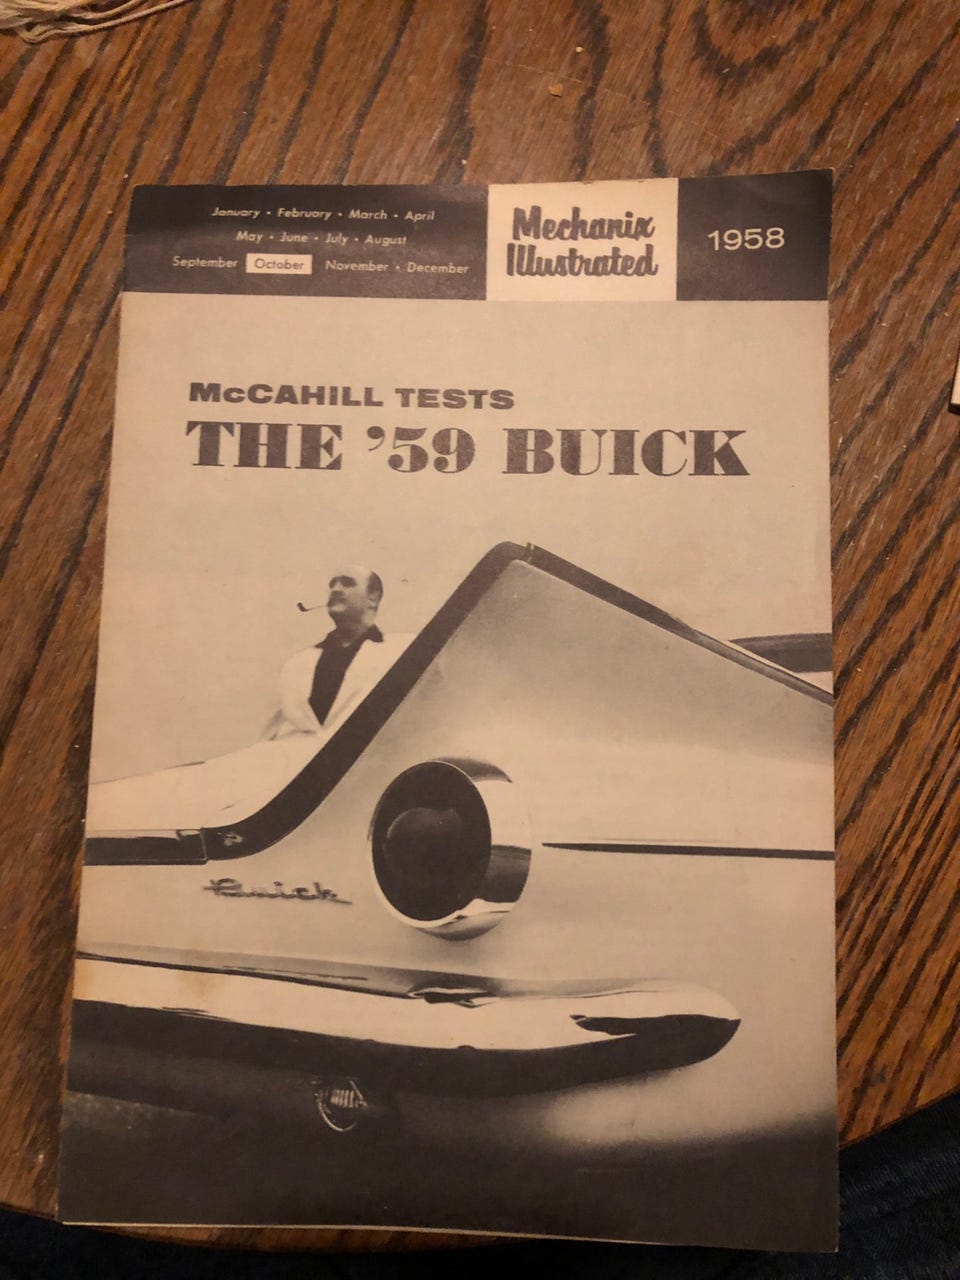 January • February • March • April
May • June • July • August
September October November • December
Mechanix
Illustrated
1958
McCAHILL TESTS
THE ’59 BUICK
Buick